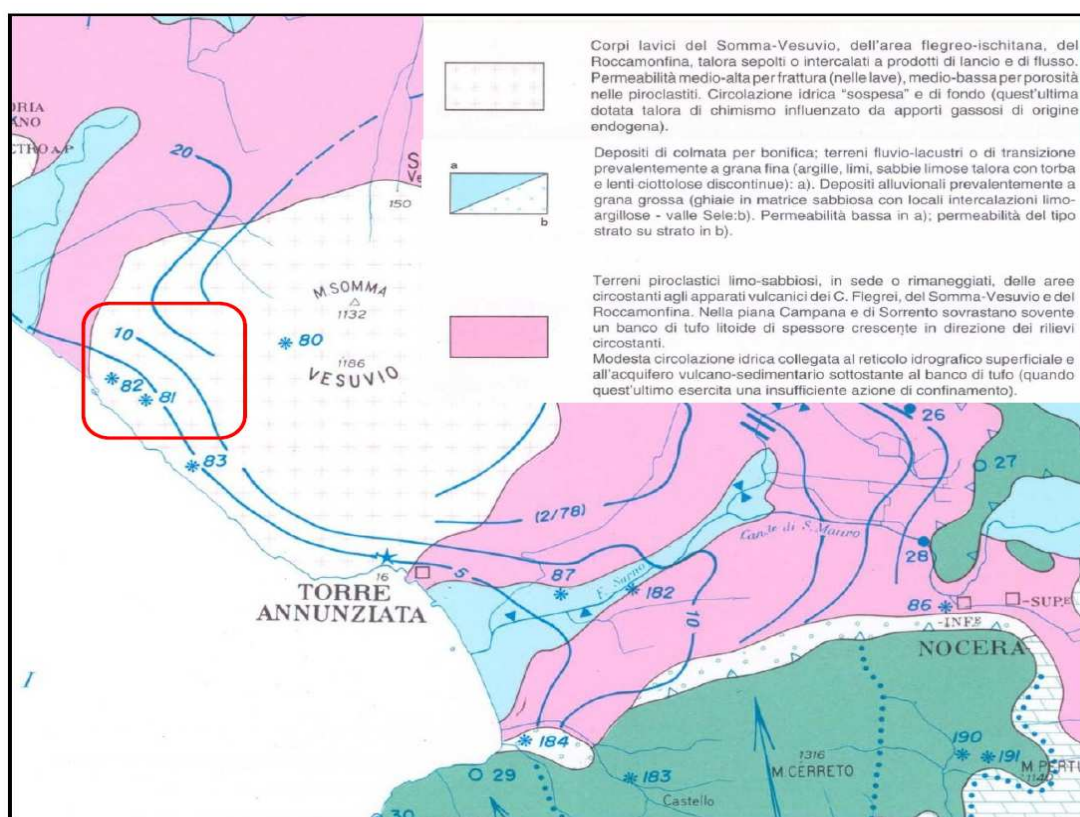 Corpi lavici del Somma-Vesuvio, dell'area flegreo-ischitana, del
Roccamonfina, talora sepolti o intercalati a prodotti di lancio e di flusso.
Permeabilità medio-alta per frattura (nelle lave), medio-bassa per porosità
nelle piroclastiti. Circolazione idrica "sospesa" e di fondo (quest'ultima
dotata talora di chimismo influenzato da apporti gassosi di origine
endogena).
a
Depositi di colmata per bonifica; terreni fluvio-lacustri o di transizione
prevalentemente a grana fina (argille, limi, sabbie limose talora con torba
e lenti ciottolose discontinue): a). Depositi alluvionali prevalentemente a
grana grossa (ghiaie in matrice sabbiosa con locali intercalazioni limo-
argillose - valle Sele:b). Permeabilità bassa in a); permeabilità del tipo
strato su strato in b).
b
Terreni piroclastici limo-sabbiosi, in sede o rimaneggiati, delle aree
circostanti agli apparati vulcanici dei C. Flegrei, del Somma-Vesuvio e del
Roccamonfina. Nella piana Campana e di Sorrento sovrastano sovente
un banco di tufo litoide di spessore crescente in direzione dei rilievi
circostanti.
Modesta circolazione idrica collegata al reticolo idrografico superficiale e
all'acquifero vulcano-sedimentario sottostante al banco di tufo (quando
quest'ultimo esercita una insufficiente azione di confinamento).
20
150
M. SOMMA
1132
80
1186
VESUVIO
10
82
81
83
26
27
(2/78)
Canale di S. Mauro
28
16
TORRE
ANNUNZIATA
5
87
F. Sarno
182
10
86
-SUP.E
-INF.E
NOCERA
I
184
29
183
Castello
1316
M. CERRETO
190
191
M. PERTU
1140
30